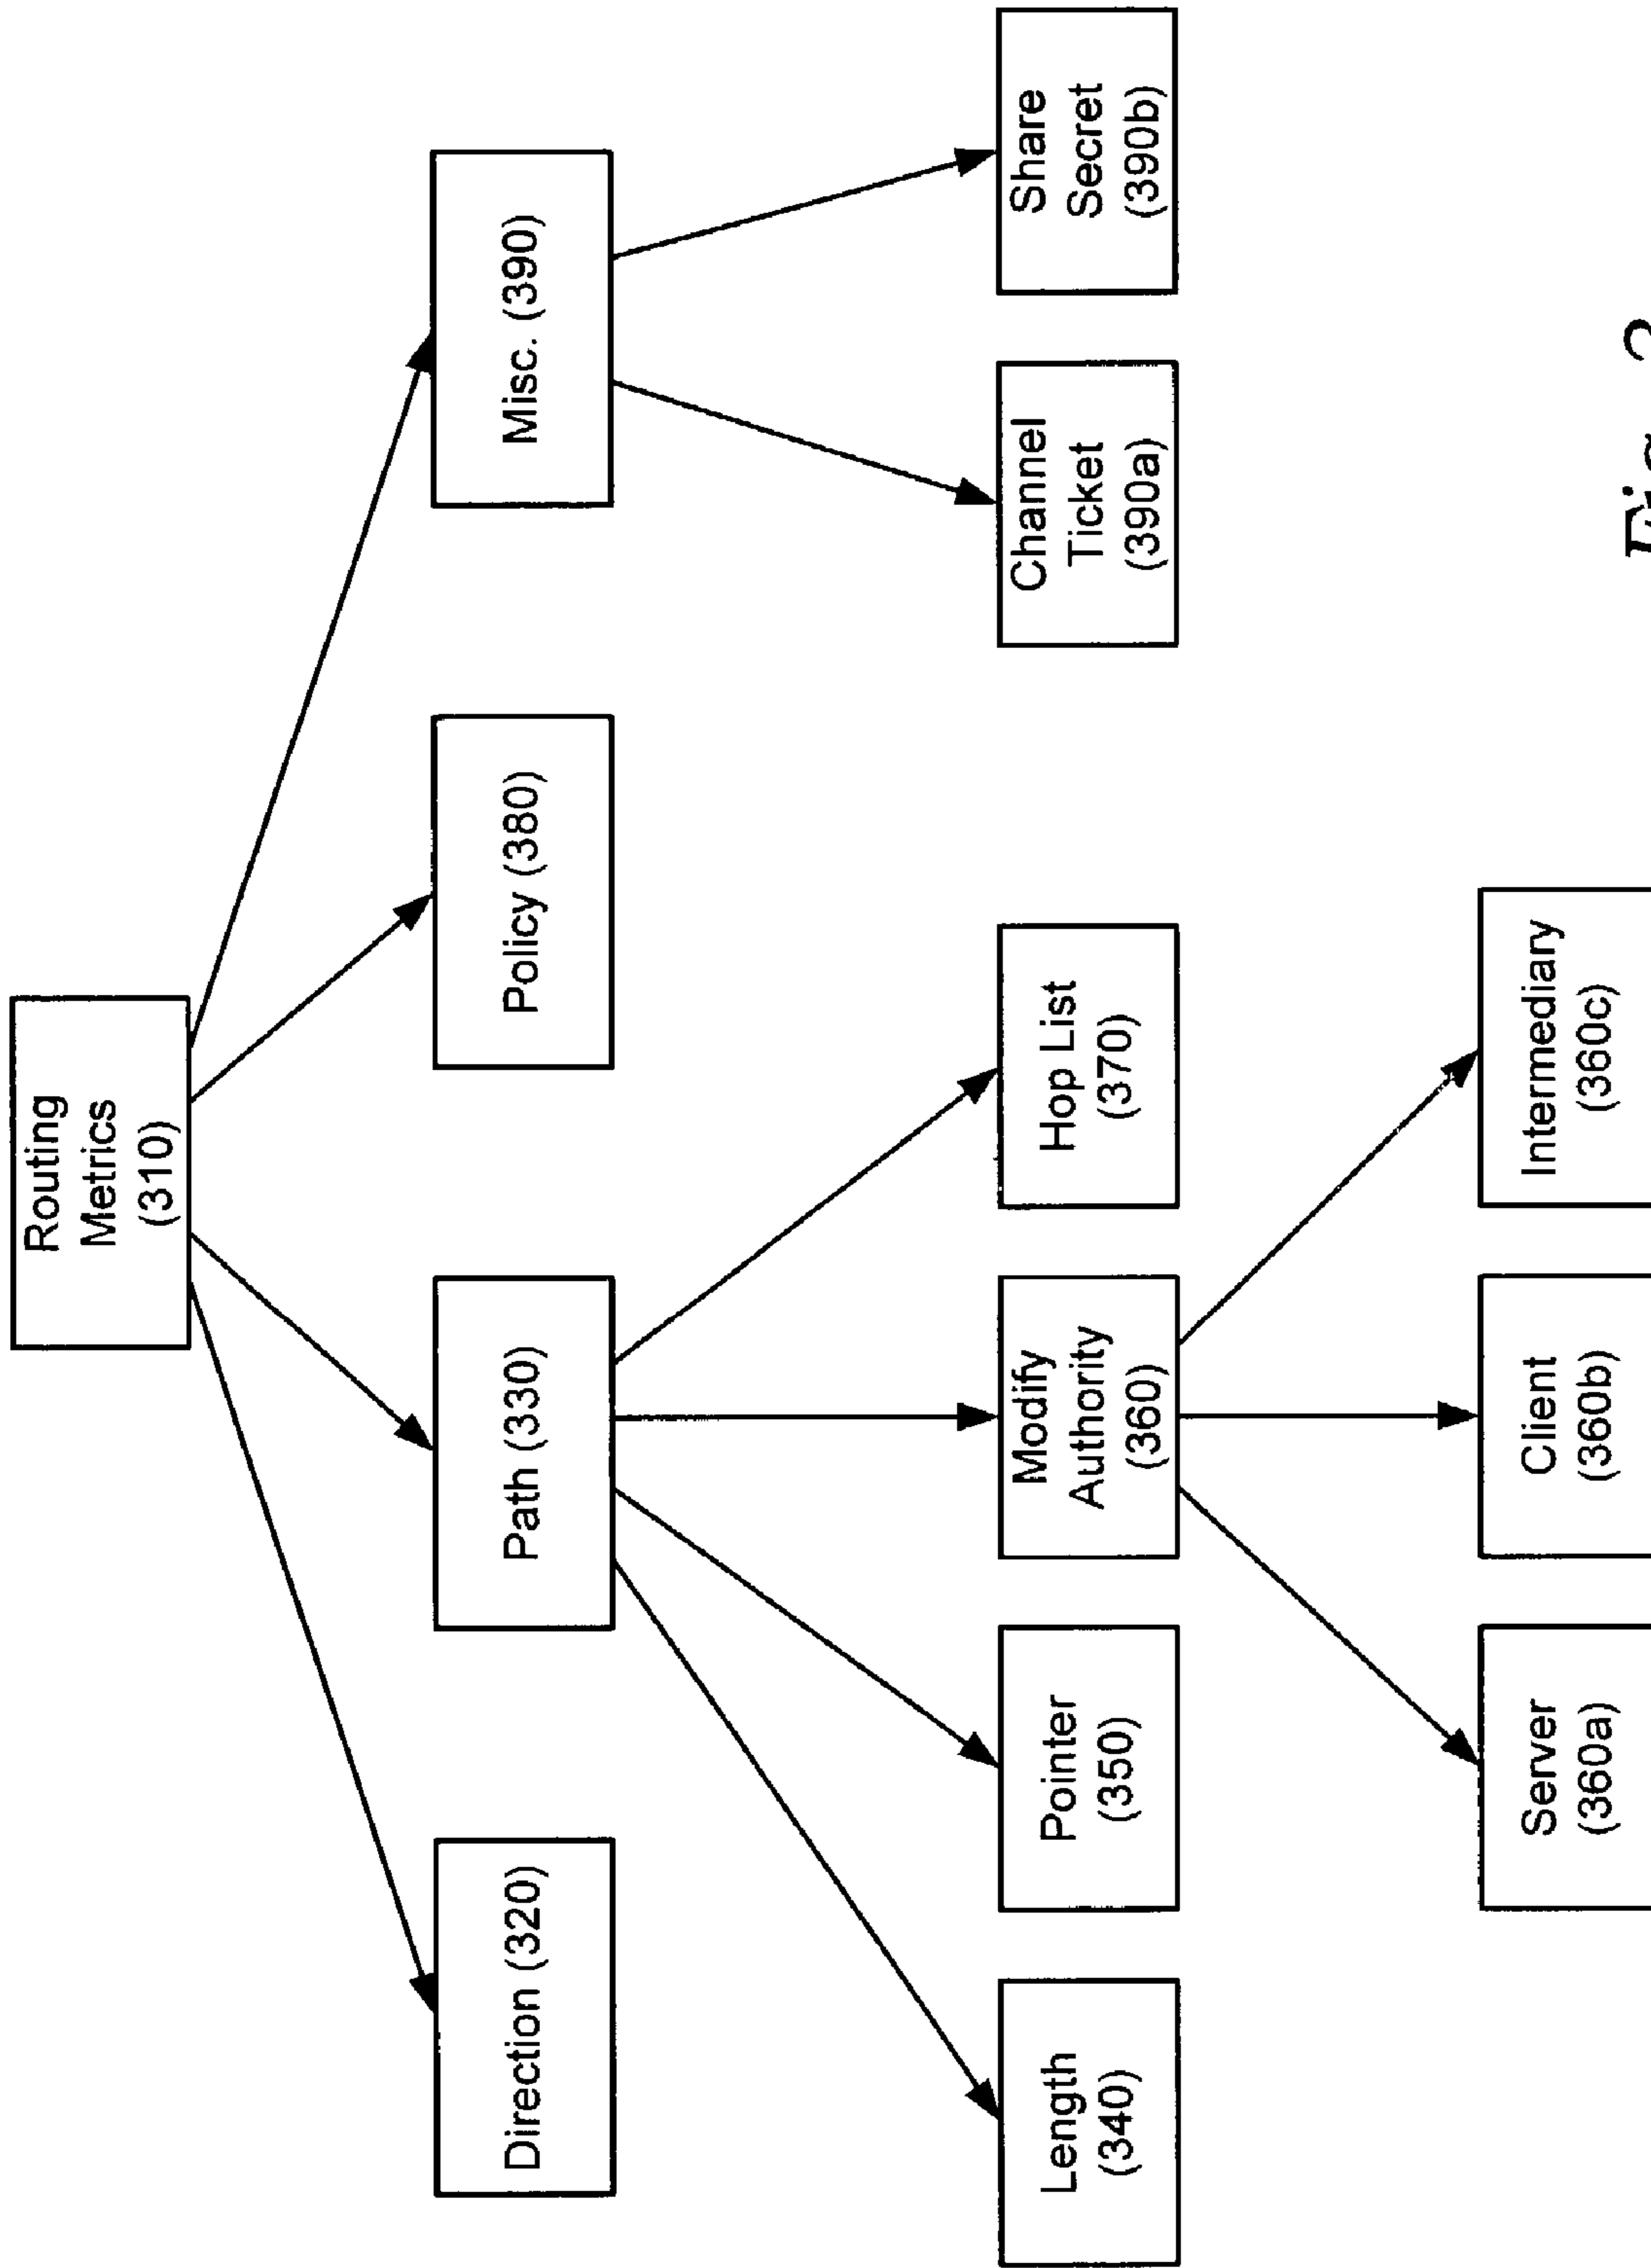 Routing
Metrics
(310)
Direction (320)
Path (330)
Policy (380)
Misc. (390)
Length
(340)
Pointer
(350)
Modify
Authority
(360)
Hop List
(370)
Channel
Ticket
(390a)
Share
Secret
(390b)
Server
(360a)
Client
(360b)
Intermediary
(360c)